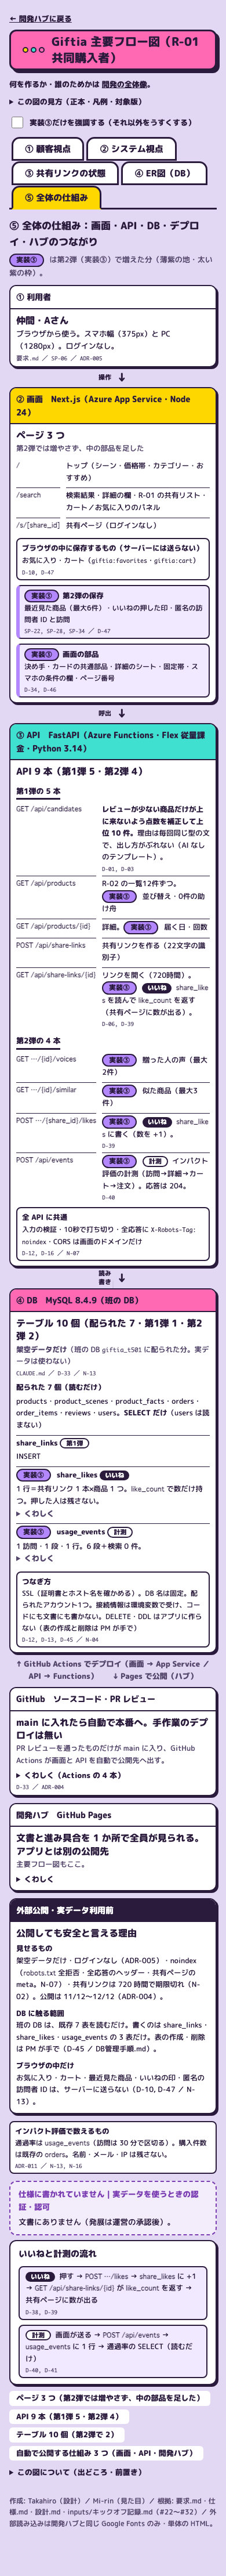 ← 開発ハブに戻る
Giftia 主要フロー図（R-01
共同購入者）
何を作るか・誰のためかは 開発の全体像。
▶ この図の見方（正本・凡例・対象版）
実装③だけを強調する（それ以外をうすくする）
① 顧客視点
② システム視点
③ 共有リンクの状態
④ ER図（DB）
⑤ 全体の仕組み
⑤ 全体の仕組み：画面・API・DB・デプロ
イ・ハブのつながり
実装③ は第2弾（実装③）で増えた分（薄紫の地・太い
紫の枠）。
① 利用者
仲間・Aさん
ブラウザから使う。スマホ幅（375px）と PC
（1280px）。ログインなし。
要求.md ／ SP-06 ／ ADR-005
操作 ↓
② 画面 Next.js（Azure App Service・Node
24）
ページ 3 つ
第2弾では増やさず、中の部品を足した
/ トップ（シーン・価格帯・カテゴリー・お
すすめ）
/search 検索結果・詳細の欄・R-01 の共有リスト・
カート／お気に入りのパネル
/s/[share_id] 共有ページ（ログインなし）
ブラウザの中に保存するもの（サーバーには送らない）
お気に入り・カート（giftia:favorites・giftia:cart）
D-10、D-47
実装③ 第2弾の保存
最近見た商品（最大6件）・いいねの押した印・匿名の訪
問者 ID と訪問
SP-22、SP-28、SP-34 ／ D-47
実装③ 画面の部品
決め手・カードの共通部品・詳細のシート・固定帯・ス
マホの条件の欄・ページ番号
D-34、D-46
呼出 ↓
③ API FastAPI（Azure Functions・Flex 従量課
金・Python 3.14）
API 9 本（第1弾 5・第2弾 4）
第1弾の 5 本
GET /api/candidates レビューが少ない商品だけが上
に来ないよう点数を補正して上
位 10 件。理由は毎回同じ型の文
で、出し方がぶれない（AI なし
のテンプレート）。
D-01、D-03
GET /api/products R-02 の一覧12件ずつ。
実装③ 並び替え・0件の助
け舟
GET /api/products/{id} 詳細。実装③ 届く日・回数
POST /api/share-links 共有リンクを作る（22文字の識
別子）
GET /api/share-links/{id} リンクを開く（720時間）。
実装③ いいね share_like
s を読んで like_count を返す
（共有ページに数が出る）。
D-06、D-39
第2弾の 4 本
GET …/{id}/voices 実装③ 贈った人の声（最大
2件）
GET …/{id}/similar 実装③ 似た商品（最大3
件）
POST …/{share_id}/likes 実装③ いいね share_like
s に書く（数を +1）。
D-39
POST /api/events 実装③ 計測 インパクト
評価の計測（訪問→詳細→カー
ト→注文）。応答は 204。
D-40
全 API に共通
入力の検証・10秒で打ち切り・全応答に X-Robots-Tag:
noindex・CORS は画面のドメインだけ
D-12、D-16 ／ N-07
読み
書き ↓
④ DB MySQL 8.4.9（班の DB）
テーブル 10 個（配られた 7・第1弾 1・第2
弾 2）
架空データだけ（班の DB giftia_t501 に配られた分。実デ
ータは使わない）
CLAUDE.md ／ D-33 ／ N-13
配られた 7 個（読むだけ）
products・product_scenes・product_facts・orders・
order_items・reviews・users。SELECT だけ（users は読
まない）
share_links 第1弾
INSERT
実装③ share_likes いいね
1 行＝共有リンク 1 本×商品 1 つ。like_count で数だけ持
つ。押した人は残さない。
▶ くわしく
実装③ usage_events 計測
1 訪問・1 段・1 行。6 段＋検索 0 件。
▶ くわしく
つなぎ方
SSL（証明書とホスト名を確かめる）。DB 名は固定。配
られたアカウント1つ。接続情報は環境変数で受け、コー
ドにも文書にも書かない。DELETE・DDL はアプリに作ら
ない（表の作成と削除は PM が手で）
D-12、D-13、D-45 ／ N-04
↑ GitHub Actions でデプロイ（画面 → App Service ／
API → Functions） ↓ Pages で公開（ハブ）
GitHub ソースコード・PR レビュー
main に入れたら自動で本番へ。手作業のデプ
ロイは無い
PR レビューを通ったものだけが main に入り、GitHub
Actions が画面と API を自動で公開先へ出す。
▶ くわしく（Actions の 4 本）
D-33 ／ ADR-004
開発ハブ GitHub Pages
文書と進み具合を 1 か所で全員が見られる。
アプリとは別の公開先
主要フロー図もここ。
▶ くわしく
外部公開・実データ利用前
公開しても安全と言える理由
見せるもの
架空データだけ・ログインなし（ADR-005）・noindex
（robots.txt 全拒否・全応答のヘッダー・共有ページの
meta。N-07）・共有リンクは 720 時間で期限切れ（N-
02）。公開は 11/12〜12/12（ADR-004）。
DB に触る範囲
班の DB は、既存 7 表を読むだけ。書くのは share_links・
share_likes・usage_events の 3 表だけ。表の作成・削除
は PM が手で（D-45 ／ DB管理手順.md）。
ブラウザの中だけ
お気に入り・カート・最近見た商品・いいねの印・匿名の
訪問者 ID は、サーバーに送らない（D-10、D-47 ／ N-
13）。
インパクト評価で数えるもの
通過率は usage_events（訪問は 30 分で区切る）。購入件数
は既存の orders。名前・メール・IP は残さない。
ADR-011 ／ N-13、N-16
仕様に書かれていません｜実データを使うときの認
証・認可
文書にありません（発展は運営の承認後）。
いいねと計測の流れ
いいね 押す → POST …/likes → share_likes に +1
→ GET /api/share-links/{id} が like_count を返す →
共有ページに数が出る
D-38、D-39
計測 画面が送る → POST /api/events →
usage_events に 1 行 → 通過率の SELECT（読むだ
け）
D-40、D-41
ページ 3 つ（第2弾では増やさず、中の部品を足した）
API 9 本（第1弾 5・第2弾 4）
テーブル 10 個（第2弾で 2）
自動で公開する仕組み 3 つ（画面・API・開発ハブ）
▶ この図について（出どころ・前置き）
作成: Takahiro（設計）／ Mi-rin（見た目）／ 根拠: 要求.md・仕
様.md・設計.md・inputs/キックオフ記録.md（#22〜#32）／ 外
部読み込みは開発ハブと同じ Google Fonts のみ・単体の HTML。